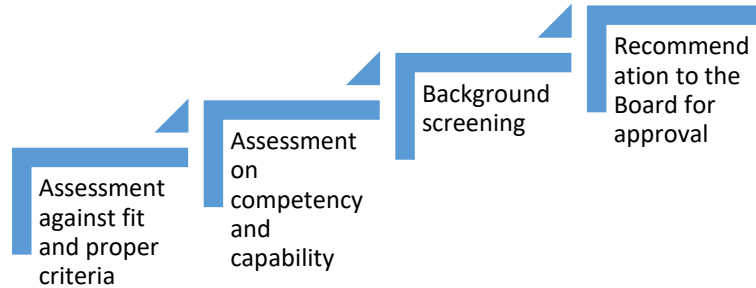 Assessment
against fit
and proper
criteria
Assessment
on
competency
and
capability
Background
screening
Recommend
ation to the
Board for
approval